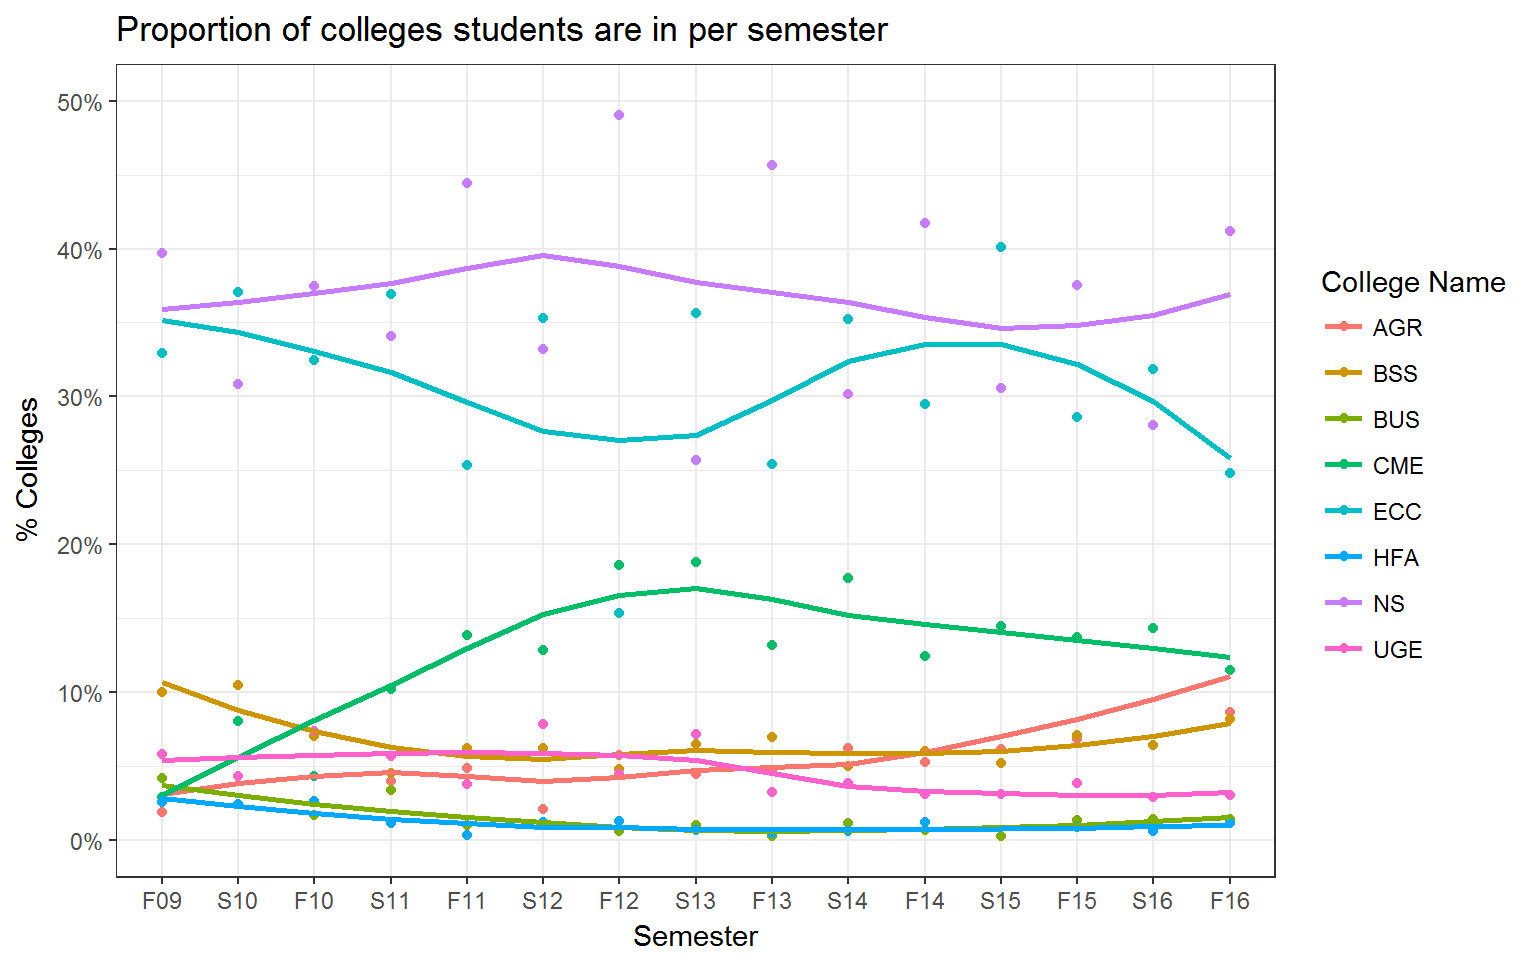 Proportion of colleges students are in per semester
50%
40%
30%
20%
10%
0%
% Colleges
F09 S10 F10 S11 F11 S12 F12 S13 F13 S14 F14 S15 F15 S16 F16
Semester
College Name
AGR
BSS
BUS
CME
ECC
HFA
NS
UGE